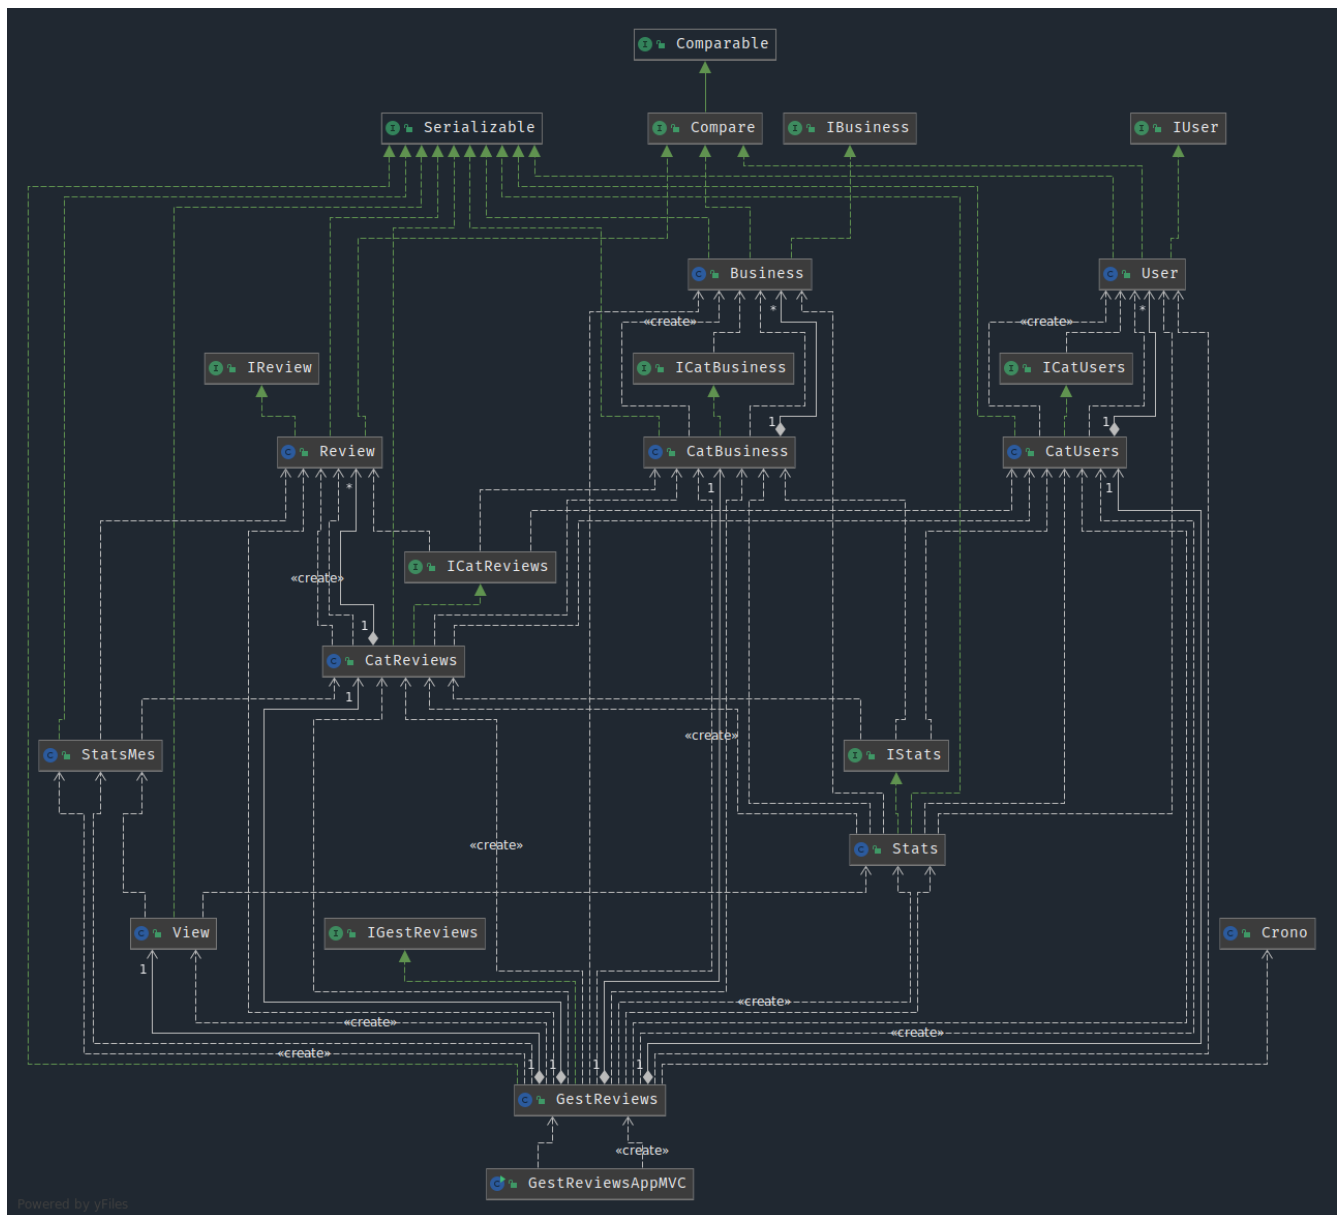 Comparable
Serializable
Compare
IBusiness
IUser
Business
User
*
*
«create»
«create»
IReview
ICatBusiness
ICatUsers
1
1
Review
CatBusiness
CatUsers
*
1
1
ICatReviews
«create»
1
CatReviews
1
«create»
StatsMes
IStats
«create»
Stats
View
IGestReviews
Crono
1
«create»
«create»
«create»
«create»
1
1
1
1
GestReviews
«create»
GestReviewsAppMVC
Powered by yFiles